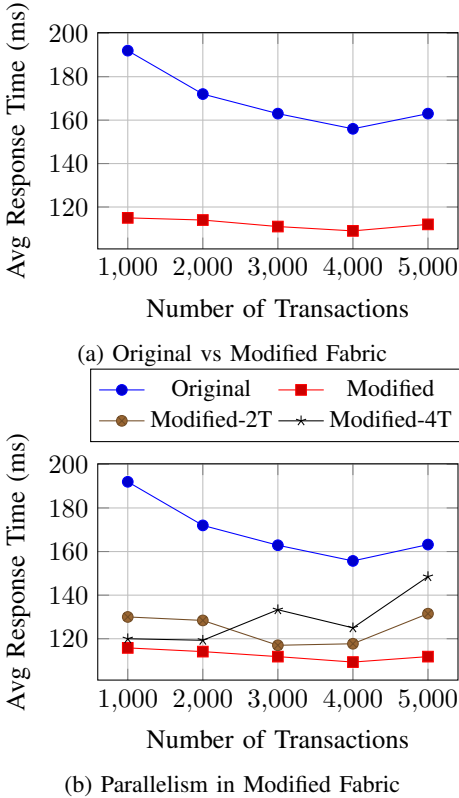 200
180
160
140
120
Avg Response Time (ms)
1,000 2,000 3,000 4,000 5,000
Number of Transactions
(a) Original vs Modified Fabric
Original Modified
Modified-2T Modified-4T
200
180
160
140
120
Avg Response Time (ms)
1,000 2,000 3,000 4,000 5,000
Number of Transactions
(b) Parallelism in Modified Fabric